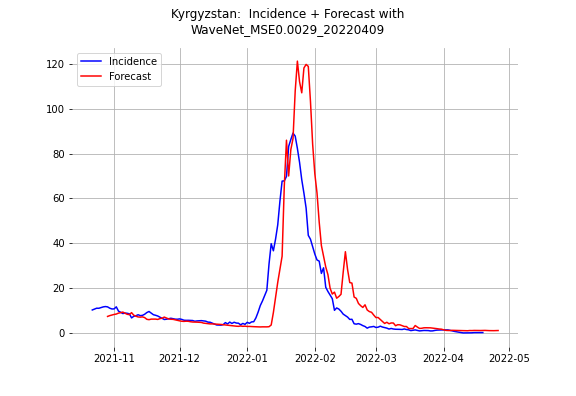 Kyrgyzstan:  Incidence + Forecast with
WaveNet_MSE0.0029_20220409
Incidence
Forecast
120
100
80
60
40
20
0
2021-11 2021-12 2022-01 2022-02 2022-03 2022-04 2022-05